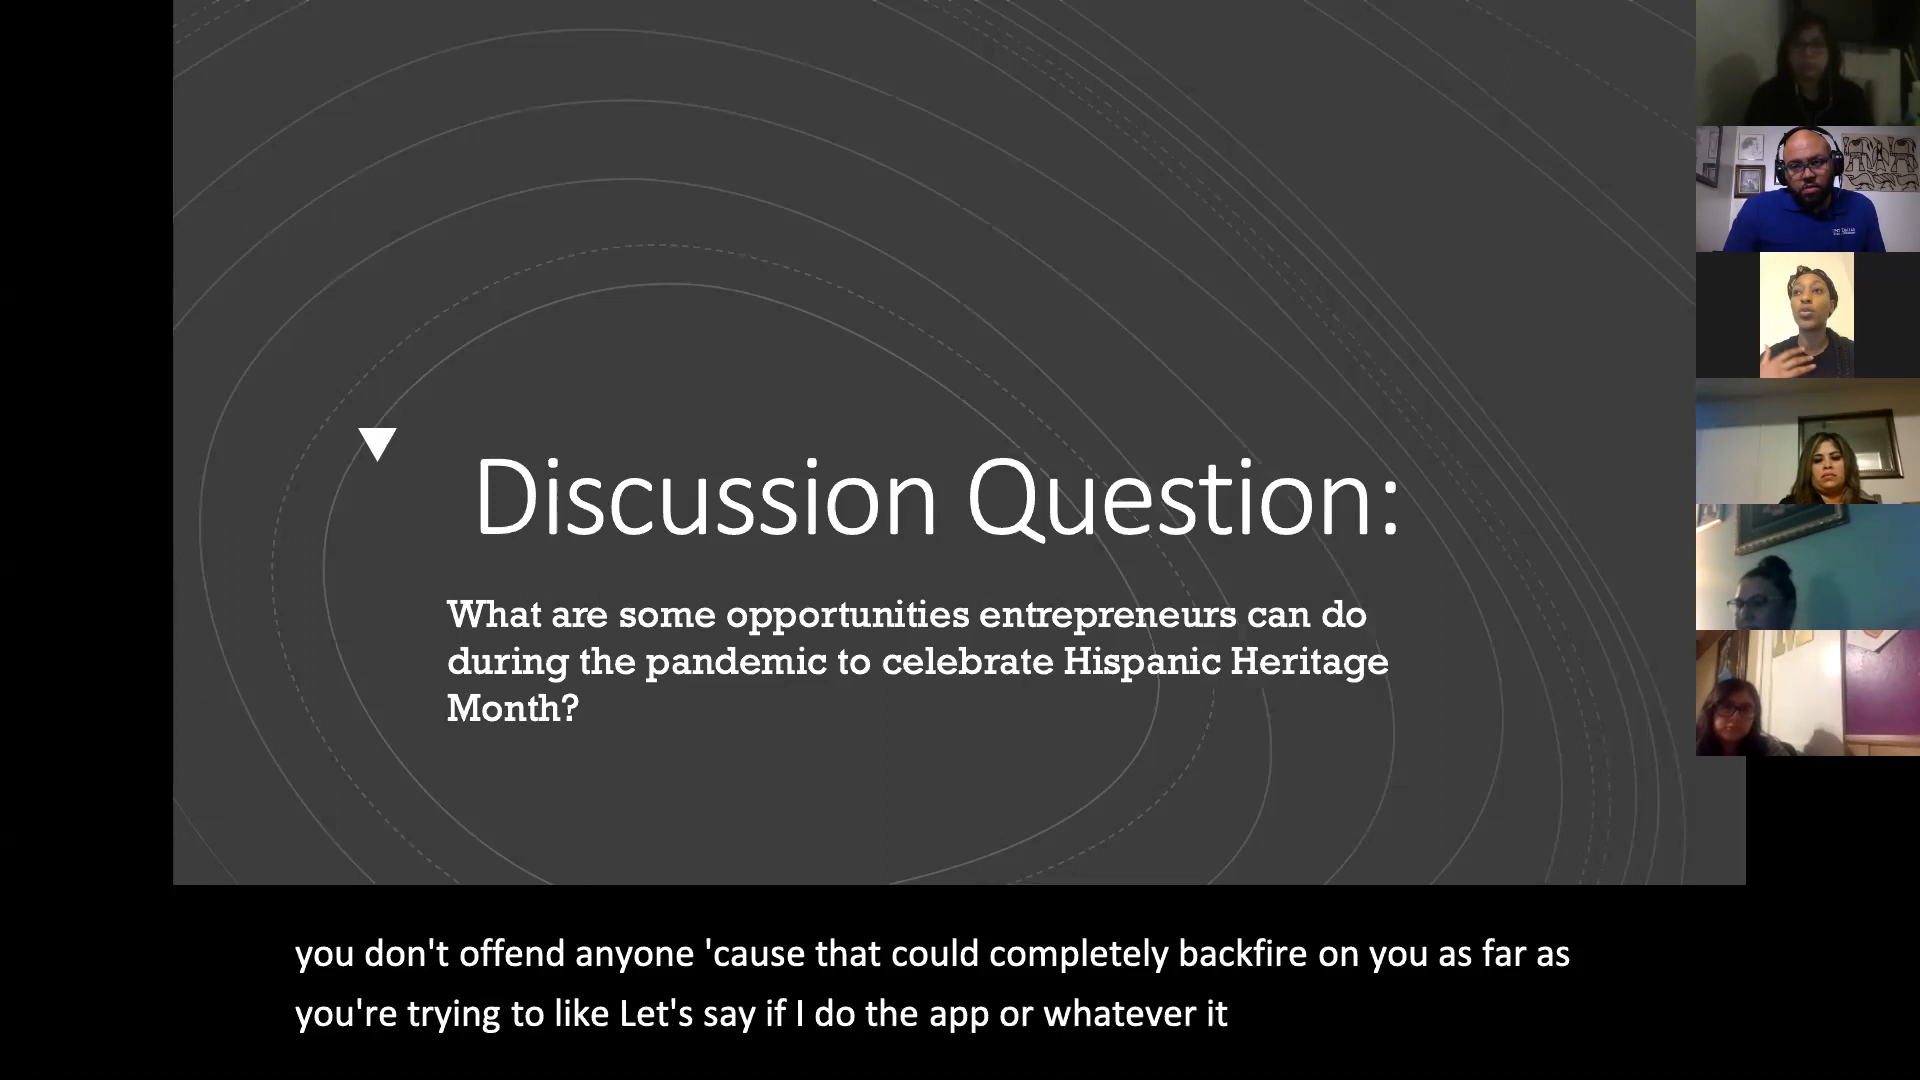 Discussion Question:
What are some opportunities entrepreneurs can do
during the pandemic to celebrate Hispanic Heritage
Month?
you don't offend anyone 'cause that could completely backfire on you as far as
you're trying to like Let's say if I do the app or whatever it